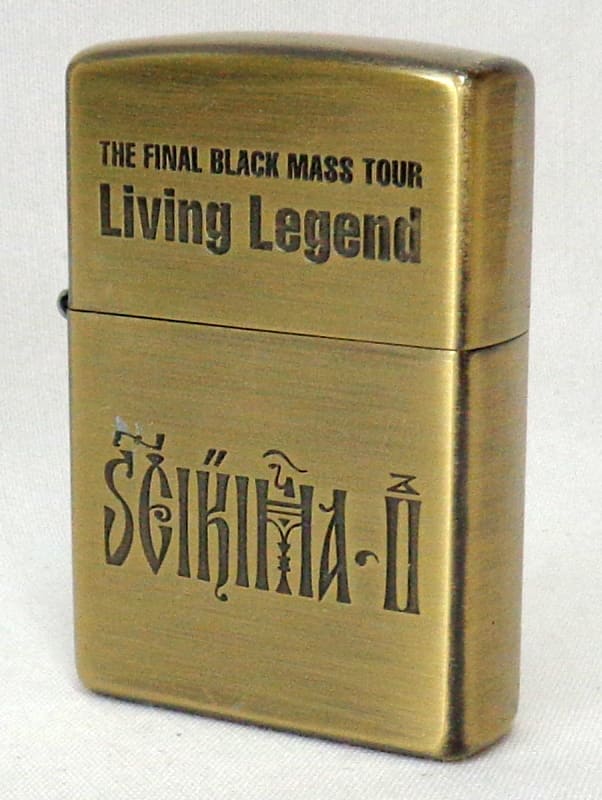 THE FINAL BLACK MASS TOUR
Living Legend
SEIKIMA-II